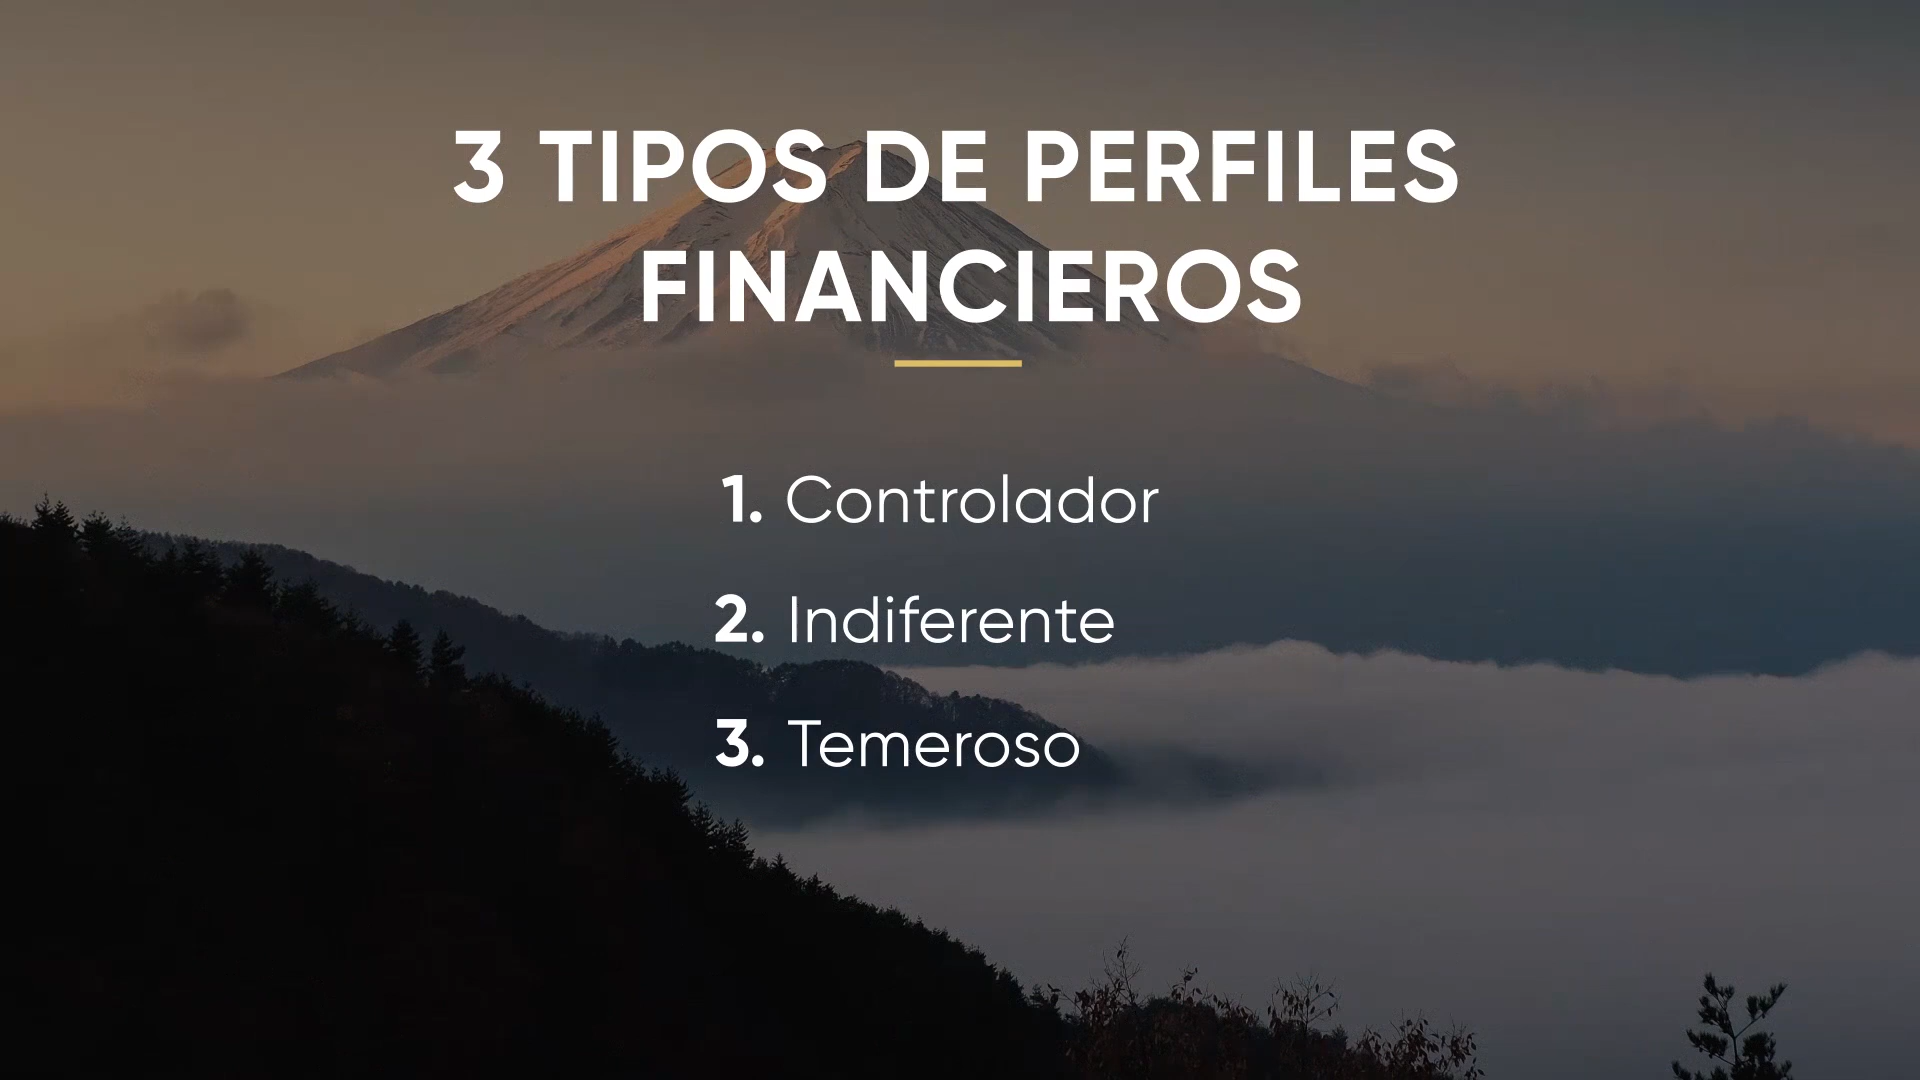 3 TIPOS DE PERFILES
FINANCIEROS
1. Controlador
2. Indiferente
3. Temeroso